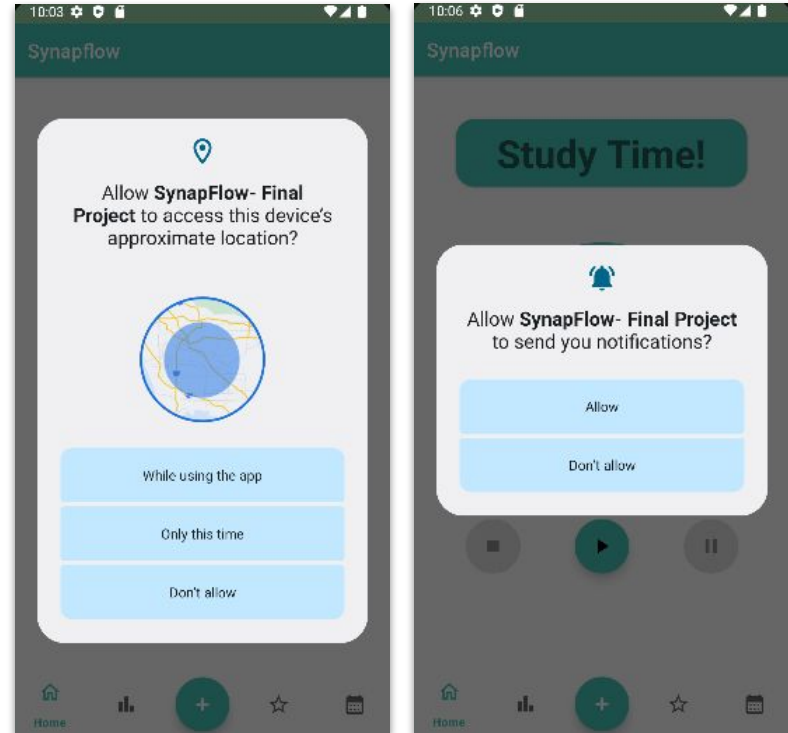 10:03
Synapflow
Allow SynapFlow- Final
Project to access this device's
approximate location?
While using the app
Only this time
Don't allow
Home
10:06
Synapflow
Study Time!
Allow SynapFlow- Final Project
to send you notifications?
Allow
Don't allow
Home